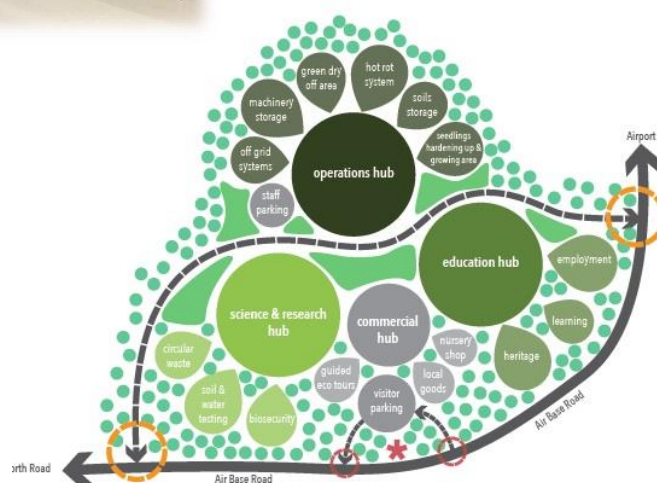 hot rot
system
green dry
off area
machinery
storage
soils
storage
off grid
systems
seedlings
hardening up &
growing area
operations hub
staff
parking
Airport
education hub
employment
learning
heritage
science & research
hub
commercial
hub
circular
waste
soil &
water
testing
biosecurity
guided
eco tours
visitor
parking
local
goods
nursery
shop
*
Air Base Road
orth Road
Air Base Road